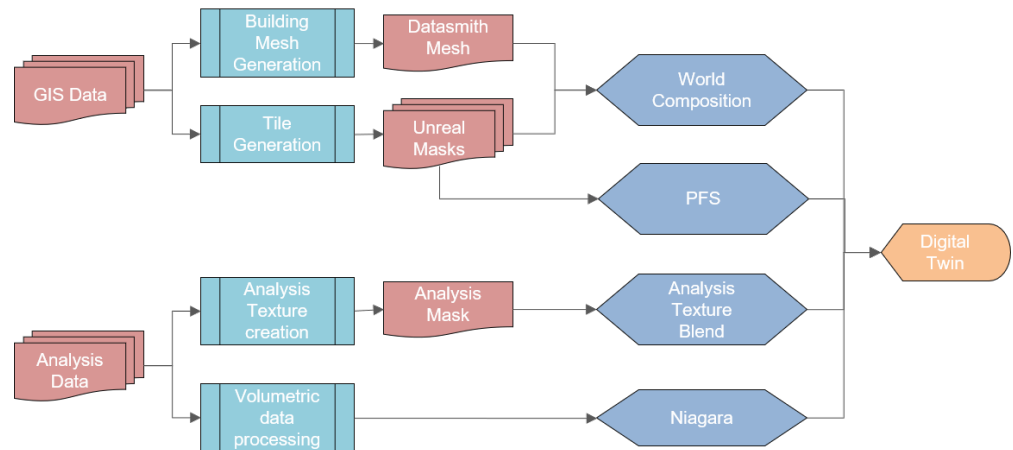 Building
Mesh
Generation
Datasmith
Mesh
GIS Data
World
Composition
Tile
Generation
Unreal
Masks
PFS
Digital
Twin
Analysis
Texture
creation
Analysis
Mask
Analysis
Texture
Blend
Analysis
Data
Volumetric
data
processing
Niagara